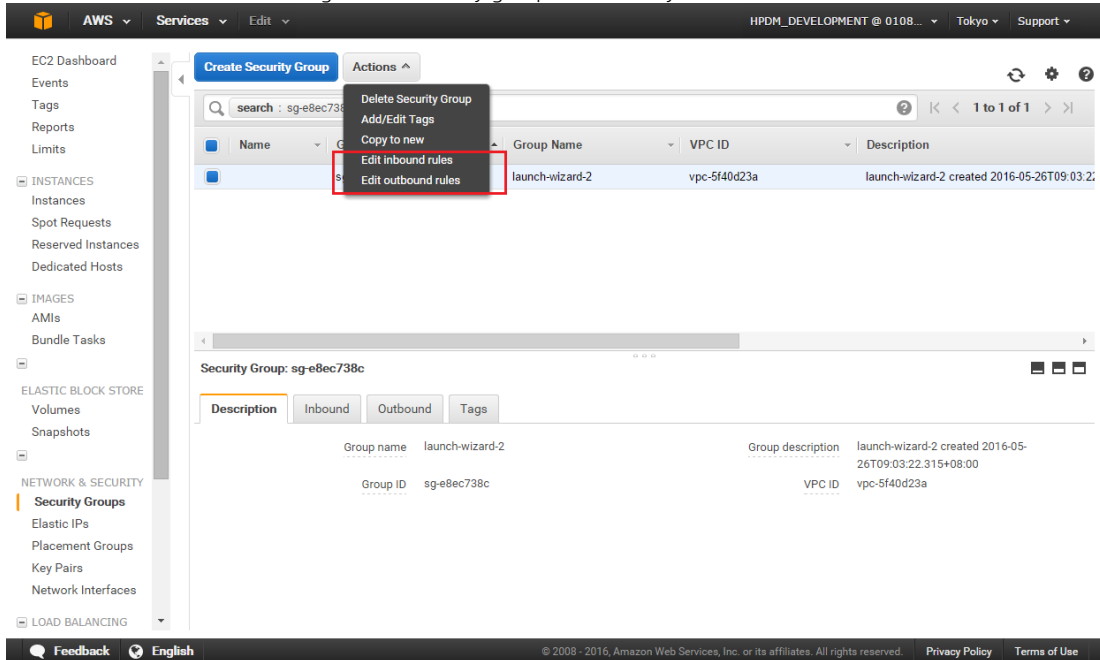 AWS Services Edit HPDM_DEVELOPMENT @ 0108... Tokyo Support
EC2 Dashboard
Events
Tags
Reports
Limits
INSTANCES
Instances
Spot Requests
Reserved Instances
Dedicated Hosts
IMAGES
AMIs
Bundle Tasks
ELASTIC BLOCK STORE
Volumes
Snapshots
NETWORK & SECURITY
Security Groups
Elastic IPs
Placement Groups
Key Pairs
Network Interfaces
LOAD BALANCING
Create Security Group Actions
search : sg-e8ec738 1 to 1 of 1
Delete Security Group
Add/Edit Tags
Copy to new
Edit inbound rules
Edit outbound rules
Name G Group Name VPC ID Description
s launch-wizard-2 vpc-5f40d23a launch-wizard-2 created 2016-05-26T09:03:22
Security Group: sg-e8ec738c
Description Inbound Outbound Tags
Group name launch-wizard-2 Group description launch-wizard-2 created 2016-05-
26T09:03:22.315+08:00
Group ID sg-e8ec738c VPC ID vpc-5f40d23a
Feedback English © 2008 - 2016, Amazon Web Services, Inc. or its affiliates. All rights reserved. Privacy Policy Terms of Use